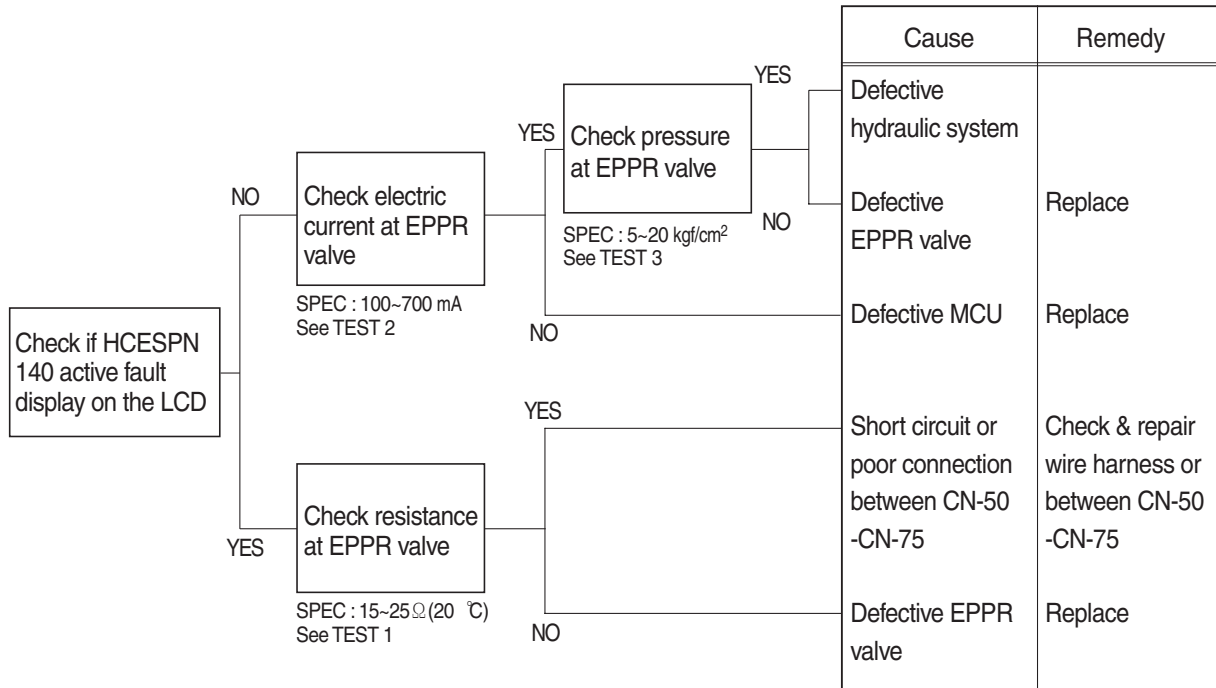 Check if HCESPN
140 active fault
display on the LCD
NO
YES
Check electric
current at EPPR
valve
SPEC : 100~700 mA
See TEST 2
Check resistance
at EPPR valve
SPEC : 15~25Ω(20 ℃)
See TEST 1
YES
NO
Check pressure
at EPPR valve
SPEC : 5~20 kgf/cm²
See TEST 3
YES
NO
YES
NO
Cause
Remedy
Defective
hydraulic system
Defective
EPPR valve
Replace
Defective MCU
Replace
Short circuit or
poor connection
between CN-50
-CN-75
Check & repair
wire harness or
between CN-50
-CN-75
Defective EPPR
valve
Replace